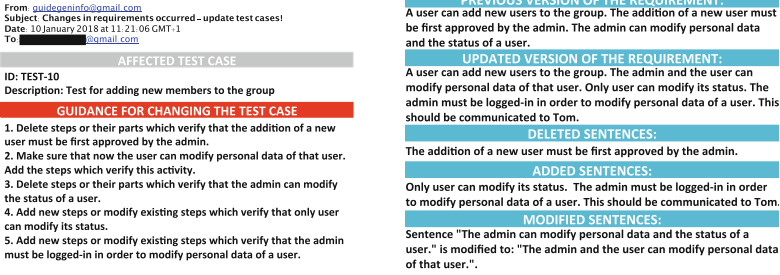 From: guidegeninfo@gmail.com
Subject: Changes in requirements occurred – update test cases!
Date: 10 January 2018 at 11:21:06 GMT+1
To: @gmail.com
AFFECTED TEST CASE
ID: TEST-10
Description: Test for adding new members to the group
GUIDANCE FOR CHANGING THE TEST CASE
1. Delete steps or their parts which verify that the addition of a new
user must be first approved by the admin.
2. Make sure that now the user can modify personal data of that user.
Add the steps which verify this activity.
3. Delete steps or their parts which verify that the admin can modify
the status of a user.
4. Add new steps or modify existing steps which verify that only user
can modify its status.
5. Add new steps or modify existing steps which verify that the admin
must be logged-in in order to modify personal data of a user.
PREVIOUS VERSION OF THE REQUIREMENT:
A user can add new users to the group. The addition of a new user must
be first approved by the admin. The admin can modify personal data
and the status of a user.
UPDATED VERSION OF THE REQUIREMENT:
A user can add new users to the group. The admin and the user can
modify personal data of that user. Only user can modify its status. The
admin must be logged-in in order to modify personal data of a user. This
should be communicated to Tom.
DELETED SENTENCES:
The addition of a new user must be first approved by the admin.
ADDED SENTENCES:
Only user can modify its status. The admin must be logged-in in order
to modify personal data of a user. This should be communicated to Tom.
MODIFIED SENTENCES:
Sentence "The admin can modify personal data and the status of a
user." is modified to: "The admin and the user can modify personal data
of that user.".